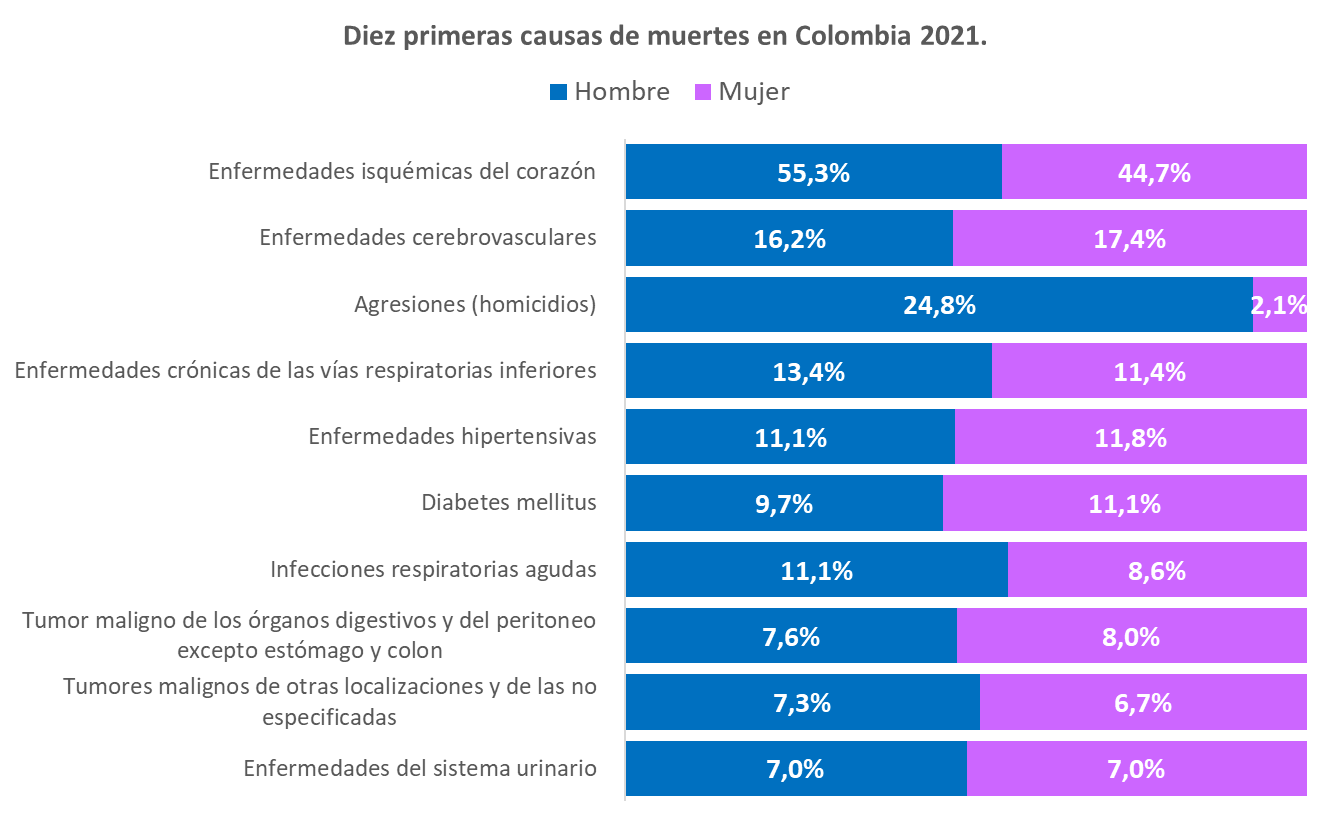 Diez primeras causas de muertes en Colombia 2021.
Hombre Mujer
Enfermedades isquémicas del corazón 55,3% 44,7%
Enfermedades cerebrovasculares 16,2% 17,4%
Agresiones (homicidios) 24,8% 2,1%
Enfermedades crónicas de las vías respiratorias inferiores 13,4% 11,4%
Enfermedades hipertensivas 11,1% 11,8%
Diabetes mellitus 9,7% 11,1%
Infecciones respiratorias agudas 11,1% 8,6%
Tumor maligno de los órganos digestivos y del peritoneo
excepto estómago y colon 7,6% 8,0%
Tumores malignos de otras localizaciones y de las no
especificadas 7,3% 6,7%
Enfermedades del sistema urinario 7,0% 7,0%